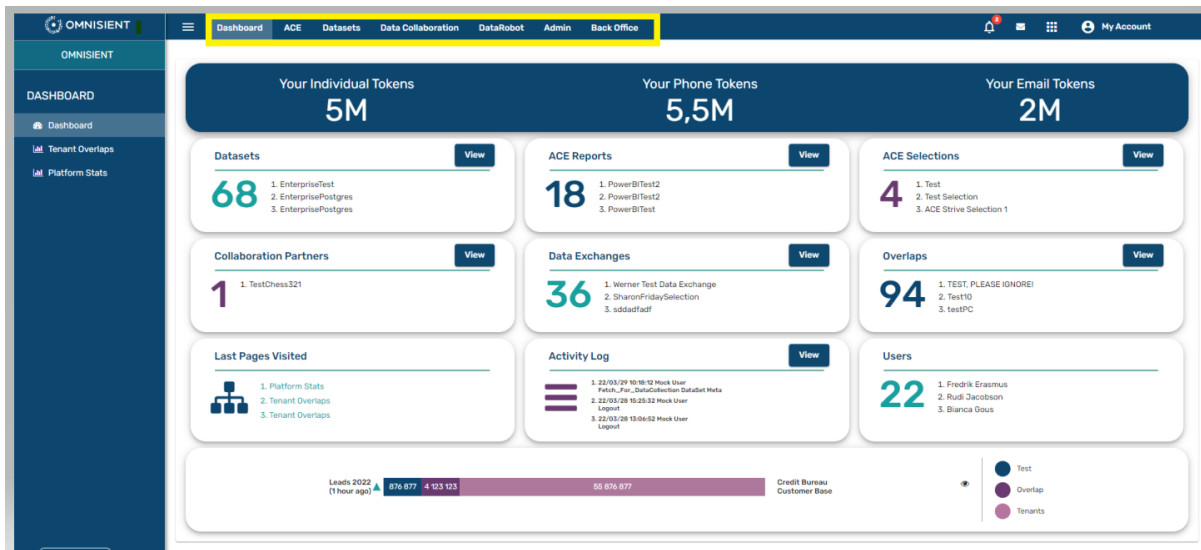 OMNISIENT
Dashboard ACE Datasets Data Collaboration DataRobot Admin Back Office
2
My Account
OMNISIENT
DASHBOARD
Dashboard
Tenant Overlaps
Platform Stats
Your Individual Tokens
5M
Your Phone Tokens
5,5M
Your Email Tokens
2M
Datasets
View
68
1. EnterpriseTest
2. EnterprisePostgres
3. EnterprisePostgres
ACE Reports
View
18
1. PowerBITest2
2. PowerBITest2
3. PowerBITest
ACE Selections
View
4
1. Test
2. Test Selection
3. ACE Strive Selection 1
Collaboration Partners
View
1
1. TestChess321
Data Exchanges
View
36
1. Werner Test Data Exchange
2. SharonFridaySelection
3. sddadfadf
Overlaps
View
94
1. TEST, PLEASE IGNORE!
2. Test10
3. testPC
Last Pages Visited
1. Platform Stats
2. Tenant Overlaps
3. Tenant Overlaps
Activity Log
View
1. 22/03/29 10:18:12 Mock User
Fetch_For_DataCollection DataSet Meta
2. 22/03/28 15:25:32 Mock User
Logout
3. 22/03/28 13:06:52 Mock User
Logout
Users
22
1. Fredrik Erasmus
2. Rudi Jacobson
3. Bianca Gous
Leads 2022
(1 hour ago)
876 877 4 123 123 55 876 877
Credit Bureau
Customer Base
Test
Overlap
Tenants